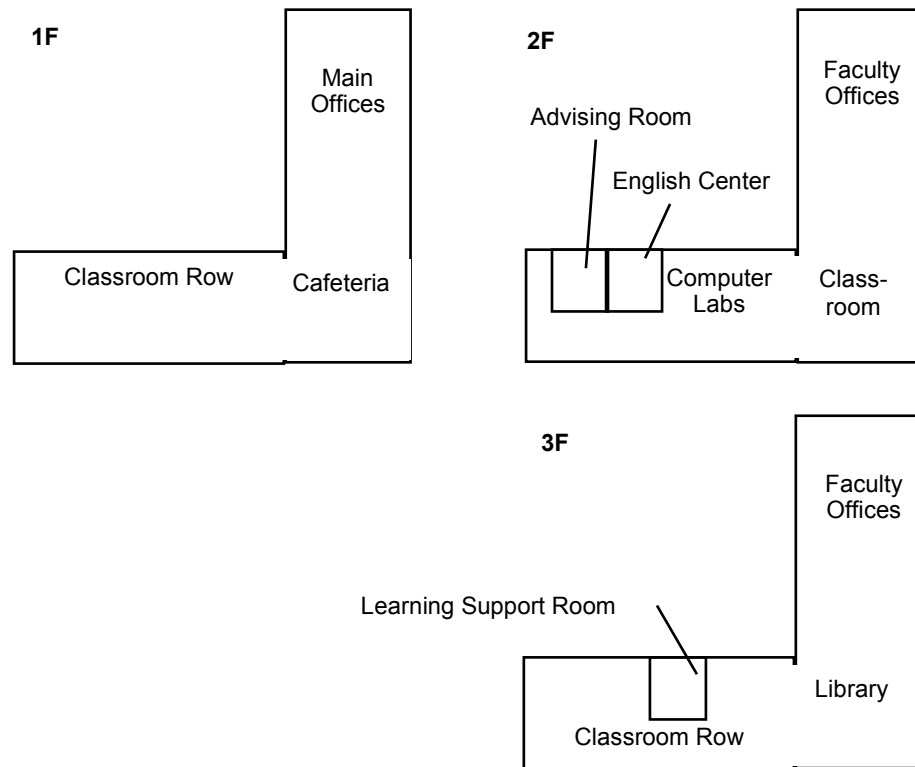 1F
Main
Offices
Classroom Row
Cafeteria
2F
Faculty
Offices
Advising Room
English Center
Computer
Labs
Class-
room
3F
Faculty
Offices
Learning Support Room
Library
Classroom Row